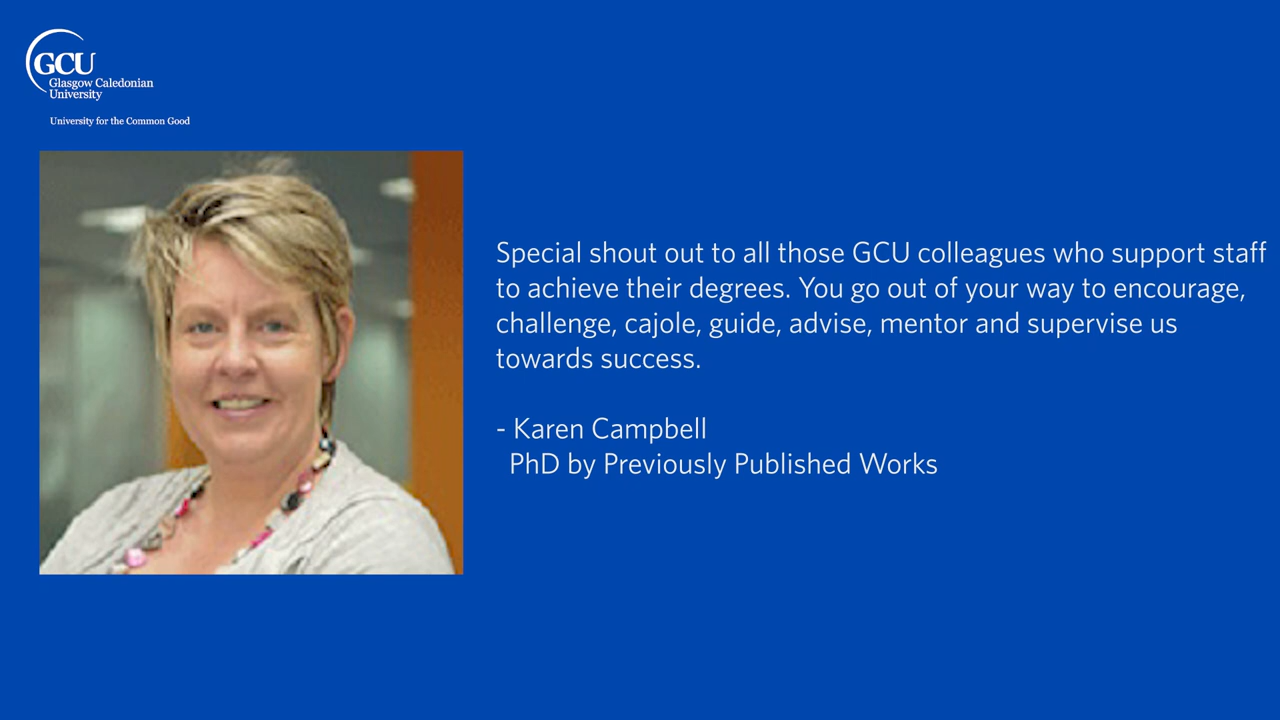 GCU
Glasgow Caledonian
University
University for the Common Good
Special shout out to all those GCU colleagues who support staff
to achieve their degrees. You go out of your way to encourage,
challenge, cajole, guide, advise, mentor and supervise us
towards success.
- Karen Campbell
PhD by Previously Published Works